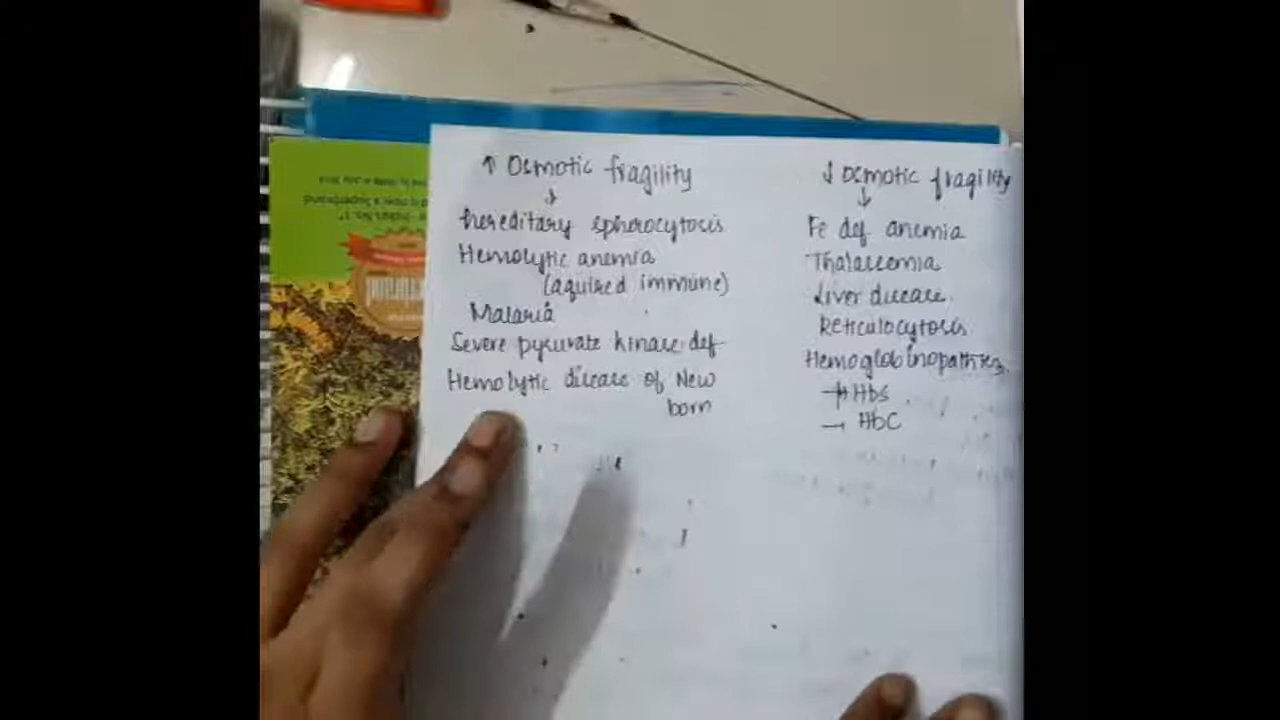 ↑ Osmotic fragility
↓
hereditary spherocytosis
Hemolytic anemia
(aquired immune)
Malaria
Severe pyruvate kinase def
Hemolytic disease of New
born
↓ Osmotic fragility
↓
Fe def. anemia
Thalassemia
Liver disease
Reticulocytosis
Hemoglobinopathies
→ HbS
→ HbC